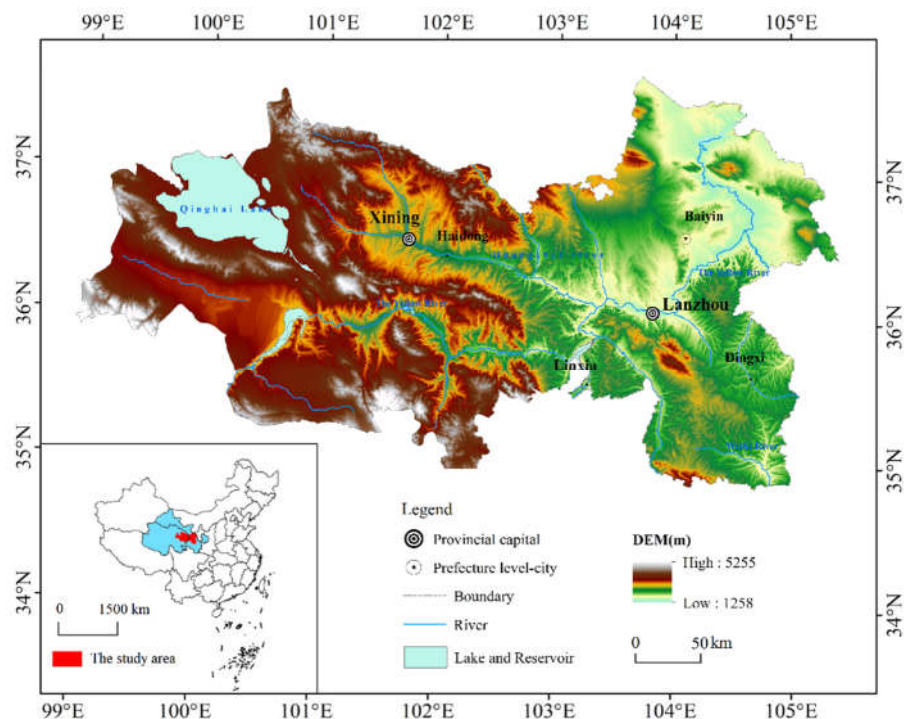 99°E 100°E 101°E 102°E 103°E 104°E 105°E
37°N
37°N
Qinghai
Xining
Haidong
Baiyin
36°N
36°N
The Yellow River
Lanzhou
Linxia
Dingxi
35°N
35°N
34°N
34°N
0 1500 km
The study area
Legend
Provincial capital
Prefecture level-city
Boundary
River
Lake and Reservoir
DEM(m)
High : 5255
Low : 1258
0 50 km
99°E 100°E 101°E 102°E 103°E 104°E 105°E